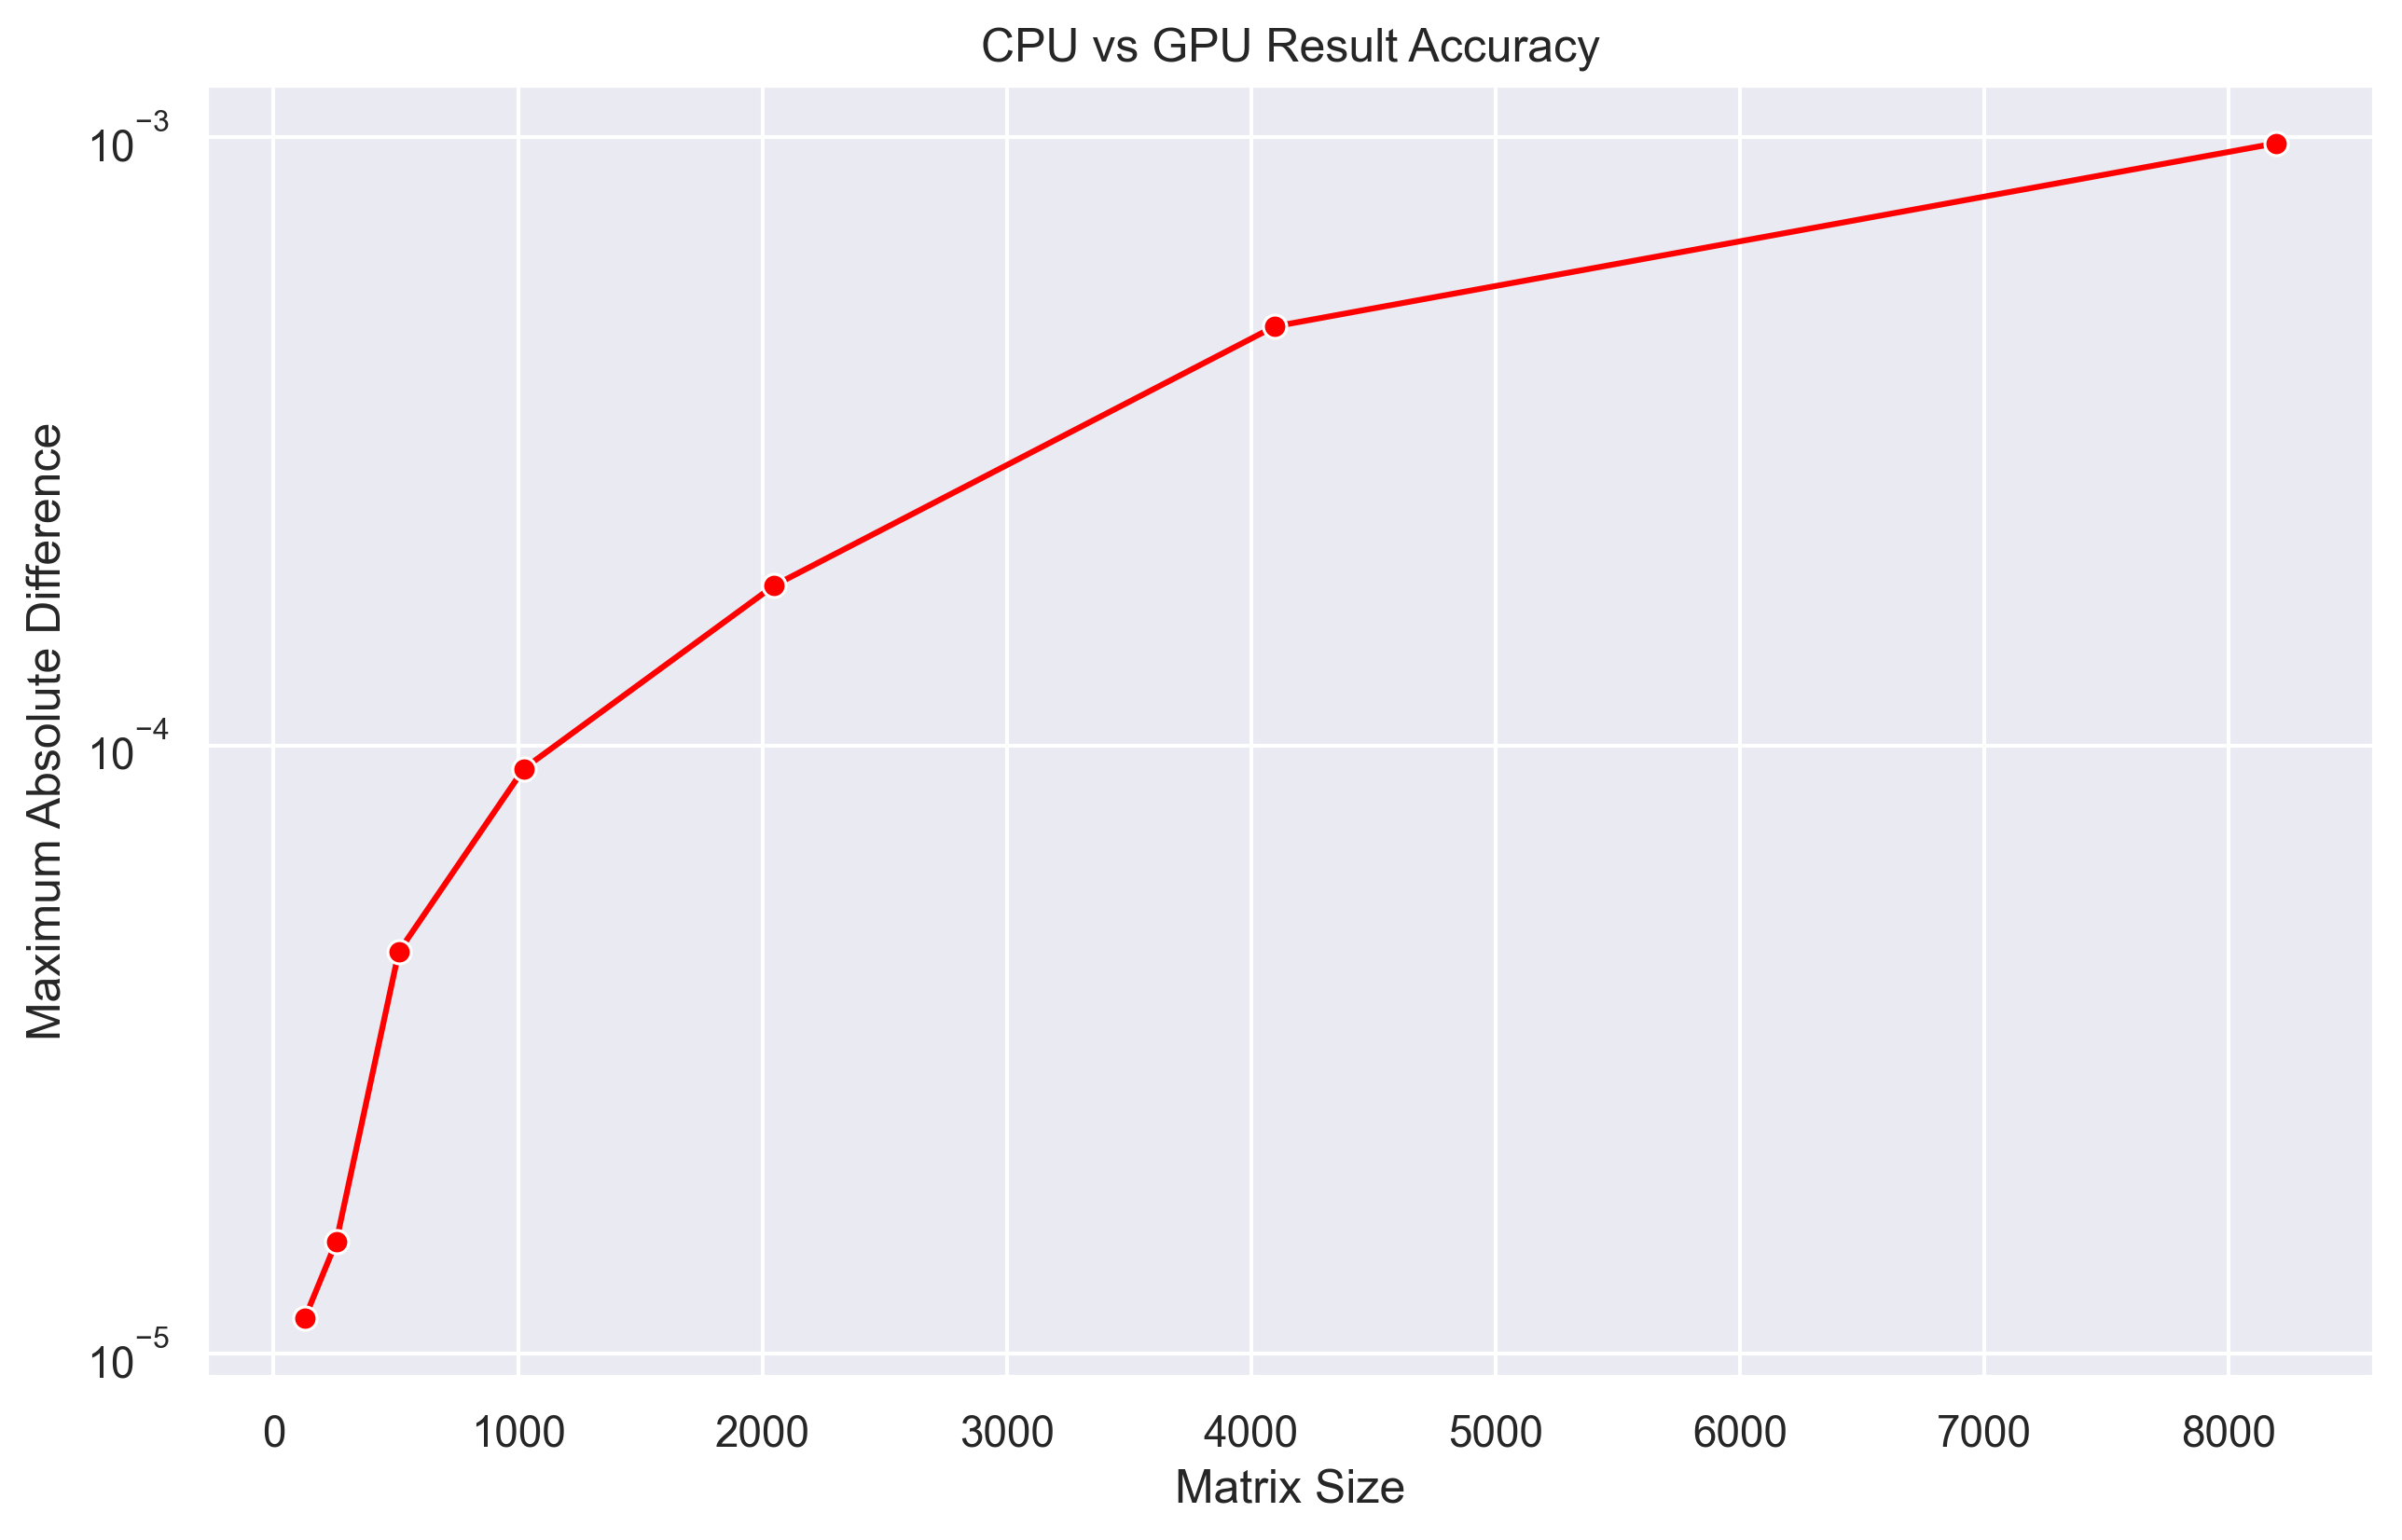 CPU vs GPU Result Accuracy
Maximum Absolute Difference
10⁻³
10⁻⁴
10⁻⁵
0 1000 2000 3000 4000 5000 6000 7000 8000
Matrix Size